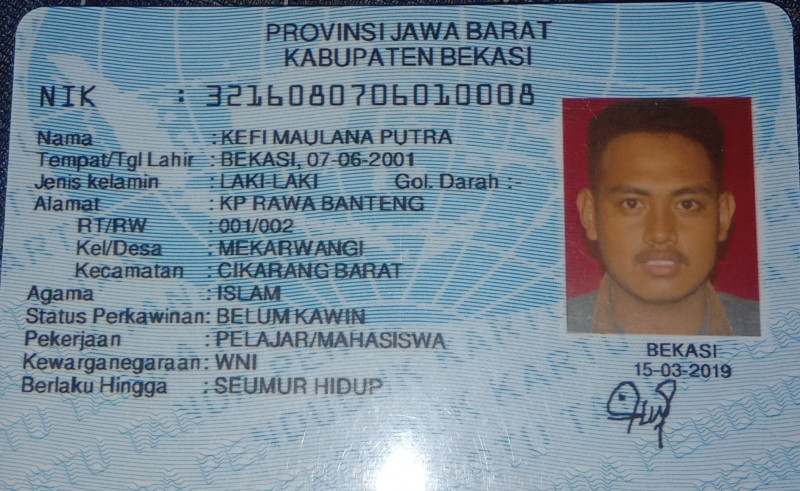 PROVINSI JAWA BARAT
KABUPATEN BEKASI
NIK : 3216080706010008
Nama : KEFI MAULANA PUTRA
Tempat/Tgl Lahir : BEKASI, 07-06-2001
Jenis kelamin : LAKI LAKI Gol. Darah :-
Alamat : KP RAWA BANTENG
RT/RW : 001/002
Kel/Desa : MEKARWANGI
Kecamatan : CIKARANG BARAT
Agama : ISLAM
Status Perkawinan: BELUM KAWIN
Pekerjaan : PELAJAR/MAHASISWA
Kewarganegaraan: WNI
Berlaku Hingga : SEUMUR HIDUP
BEKASI
15-03-2019